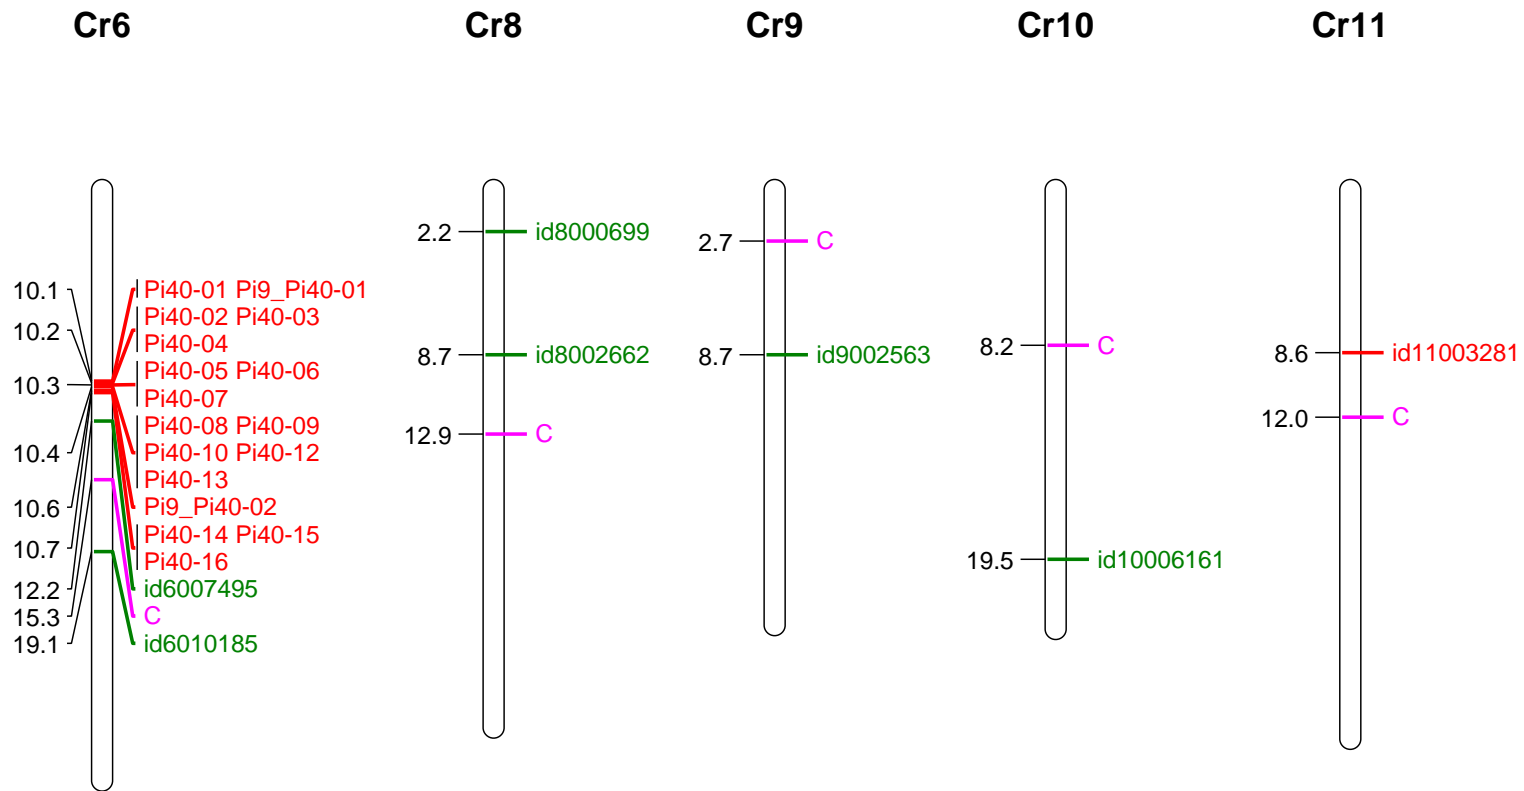 Cr6 Cr8 Cr9 Cr10 Cr11
10.1 Pi40-01 Pi9_Pi40-01
10.2 Pi40-02 Pi40-03
Pi40-04
10.3 Pi40-05 Pi40-06
Pi40-07
10.4 Pi40-08 Pi40-09
Pi40-10 Pi40-12
Pi40-13
10.6 Pi9_Pi40-02
10.7 Pi40-14 Pi40-15
Pi40-16
12.2 id6007495
15.3 C
19.1 id6010185
2.2 id8000699
8.7 id8002662
12.9 C
2.7 C
8.7 id9002563
8.2 C
19.5 id10006161
8.6 id11003281
12.0 C